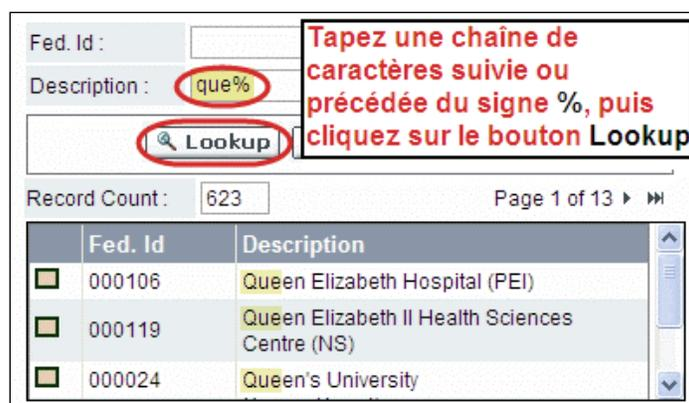 Fed. Id :
Description : que%
Tapez une chaîne de
caractères suivie ou
précédée du signe %, puis
cliquez sur le bouton Lookup
Lookup
Record Count : 623 Page 1 of 13
Fed. Id Description
000106 Queen Elizabeth Hospital (PEI)
000119 Queen Elizabeth II Health Sciences
Centre (NS)
000024 Queen's University